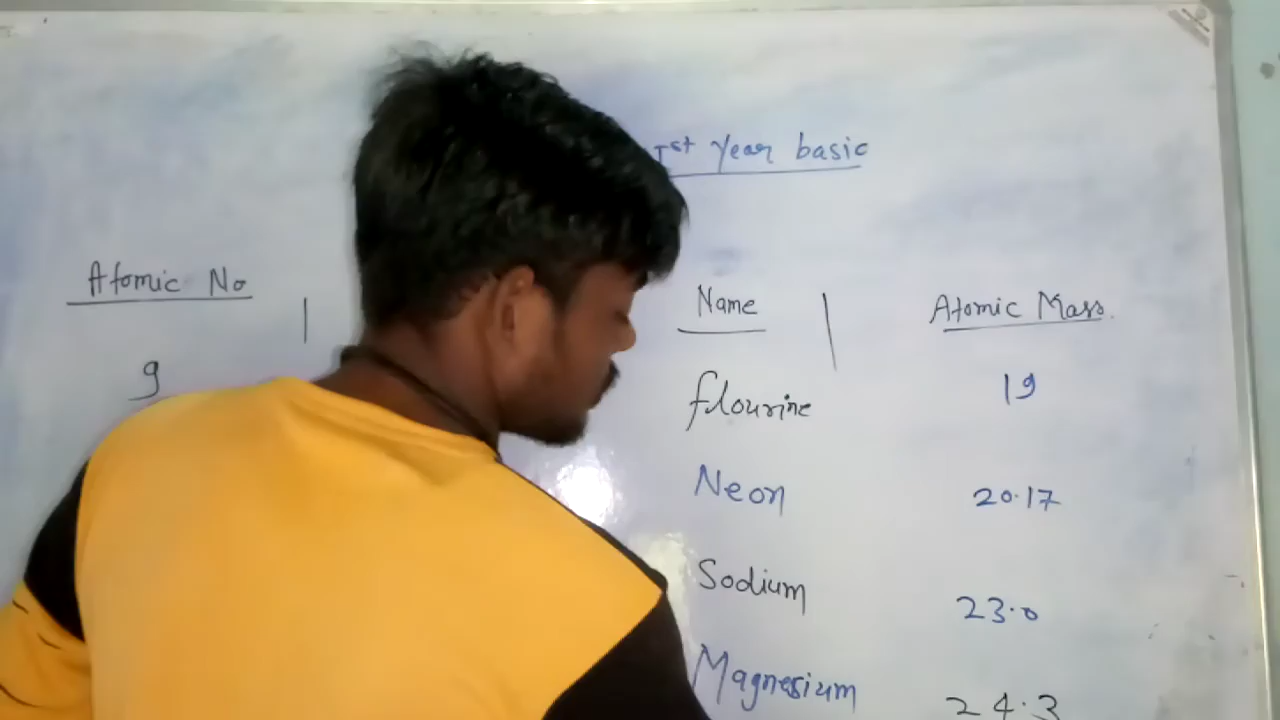 Ist Year basic
Atomic No | Name | Atomic Mass.
9 flourine 19
Neon 20.17
Sodium 23.0
Magnesium 24.3